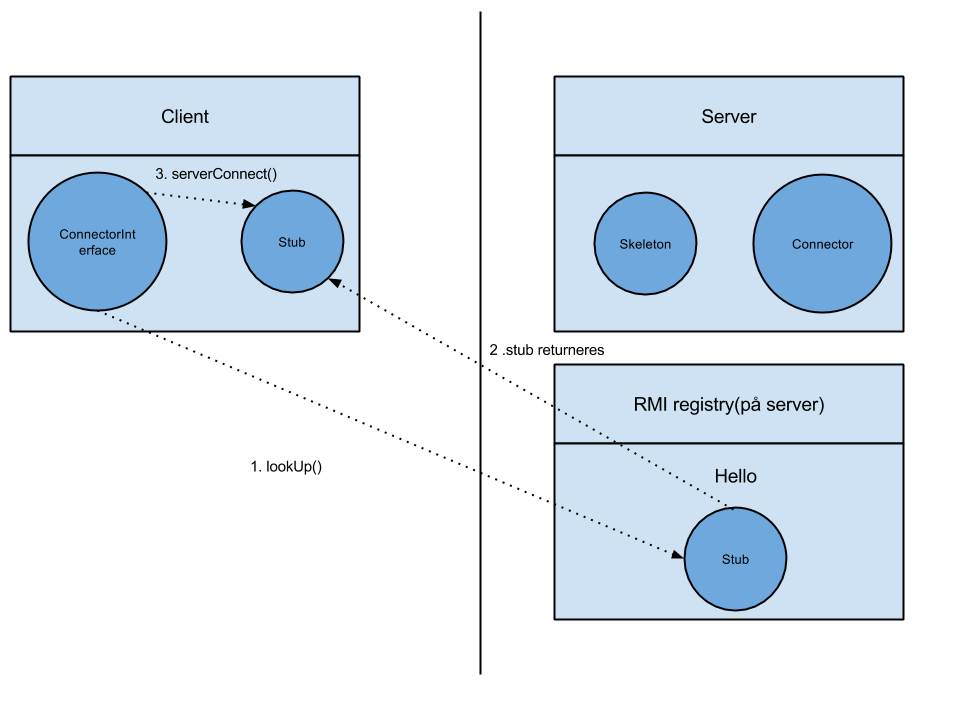 Client
3. serverConnect()
ConnectorInt
erface
Stub
Server
Skeleton
Connector
2 .stub returneres
RMI registry(på server)
1. lookUp()
Hello
Stub